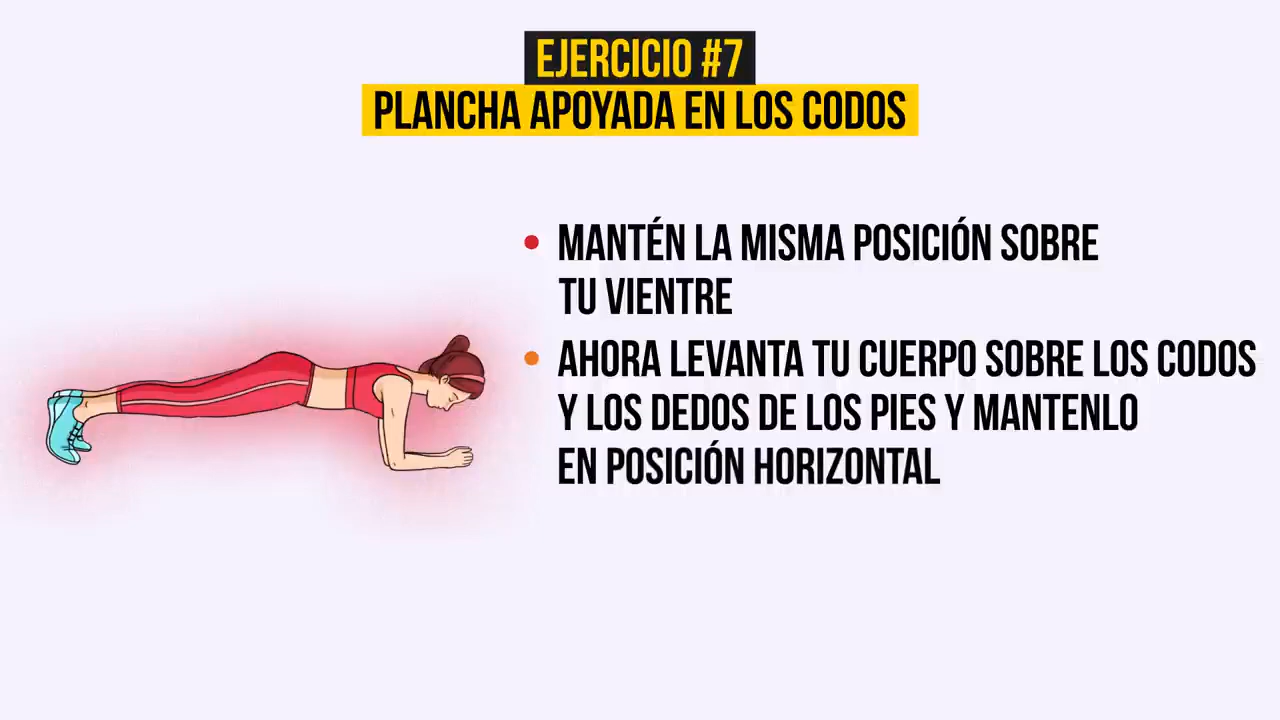 EJERCICIO #7
PLANCHA APOYADA EN LOS CODOS
• MANTÉN LA MISMA POSICIÓN SOBRE
TU VIENTRE
• AHORA LEVANTA TU CUERPO SOBRE LOS CODOS
Y LOS DEDOS DE LOS PIES Y MANTENLO
EN POSICIÓN HORIZONTAL